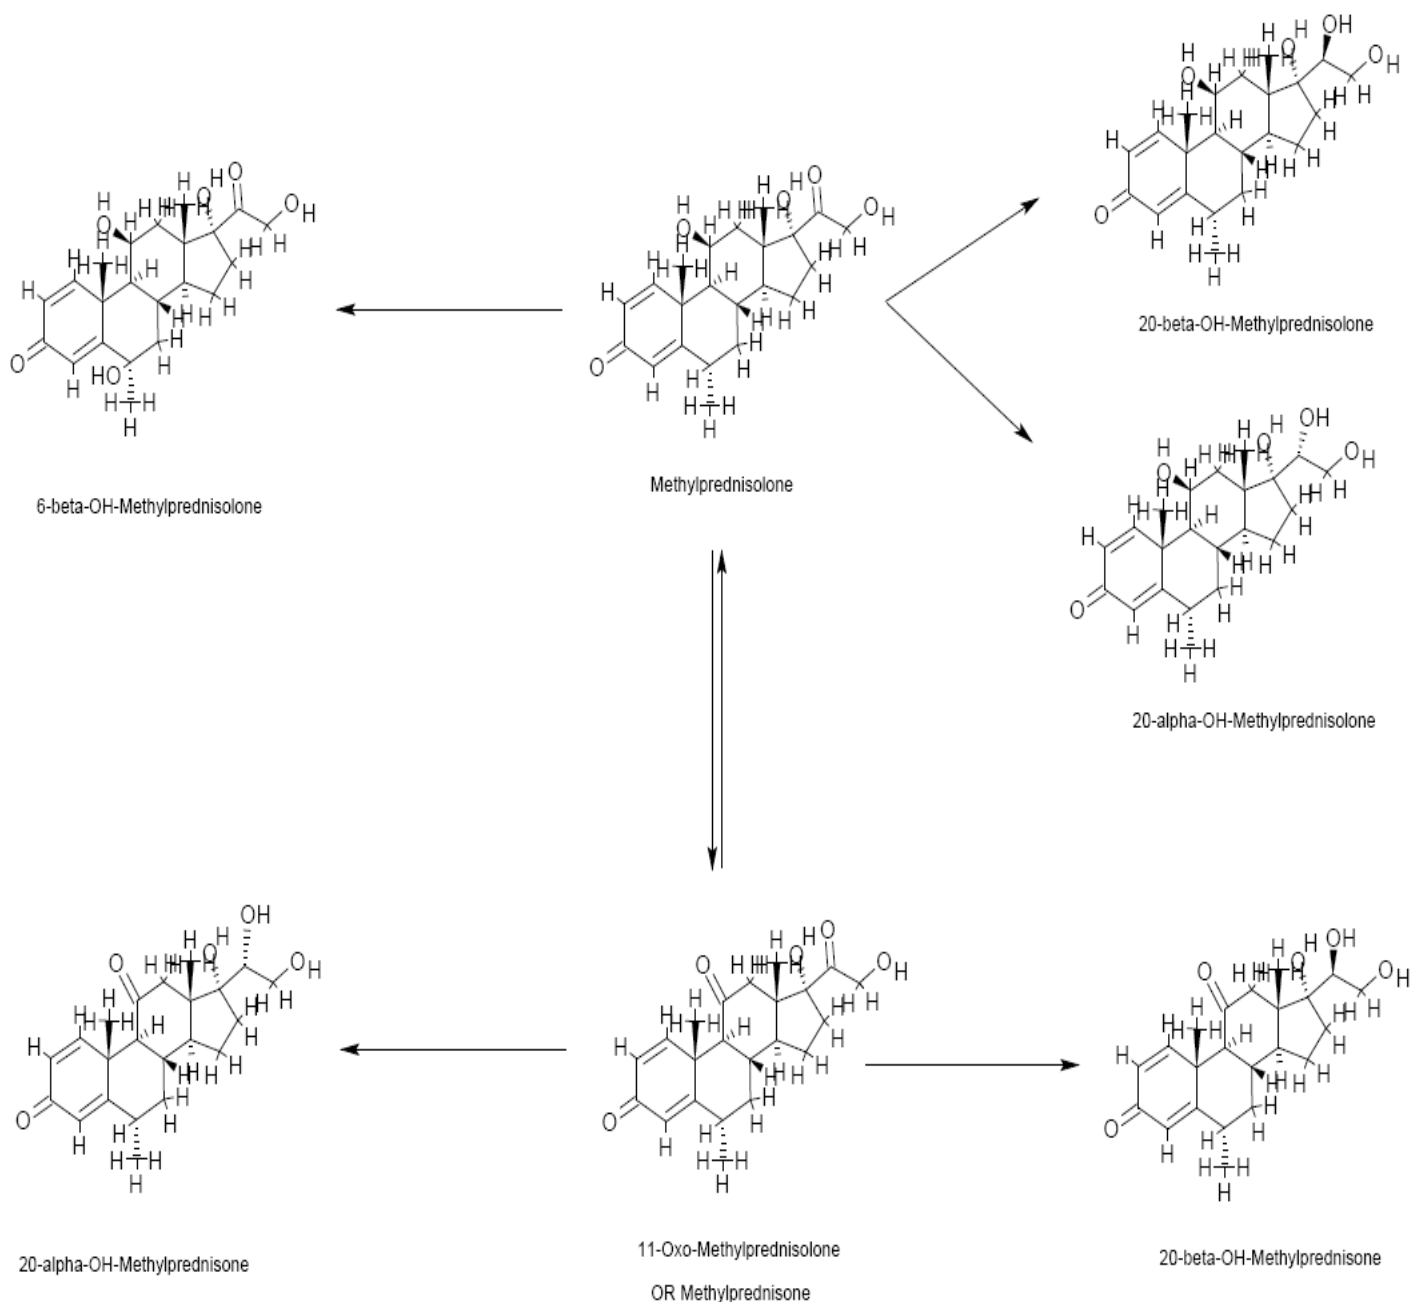 20-beta-OH-Methylprednisolone
6-beta-OH-Methylprednisolone
Methylprednisolone
20-alpha-OH-Methylprednisolone
20-alpha-OH-Methylprednisone
11-Oxo-Methylprednisolone
OR Methylprednisone
20-beta-OH-Methylprednisone